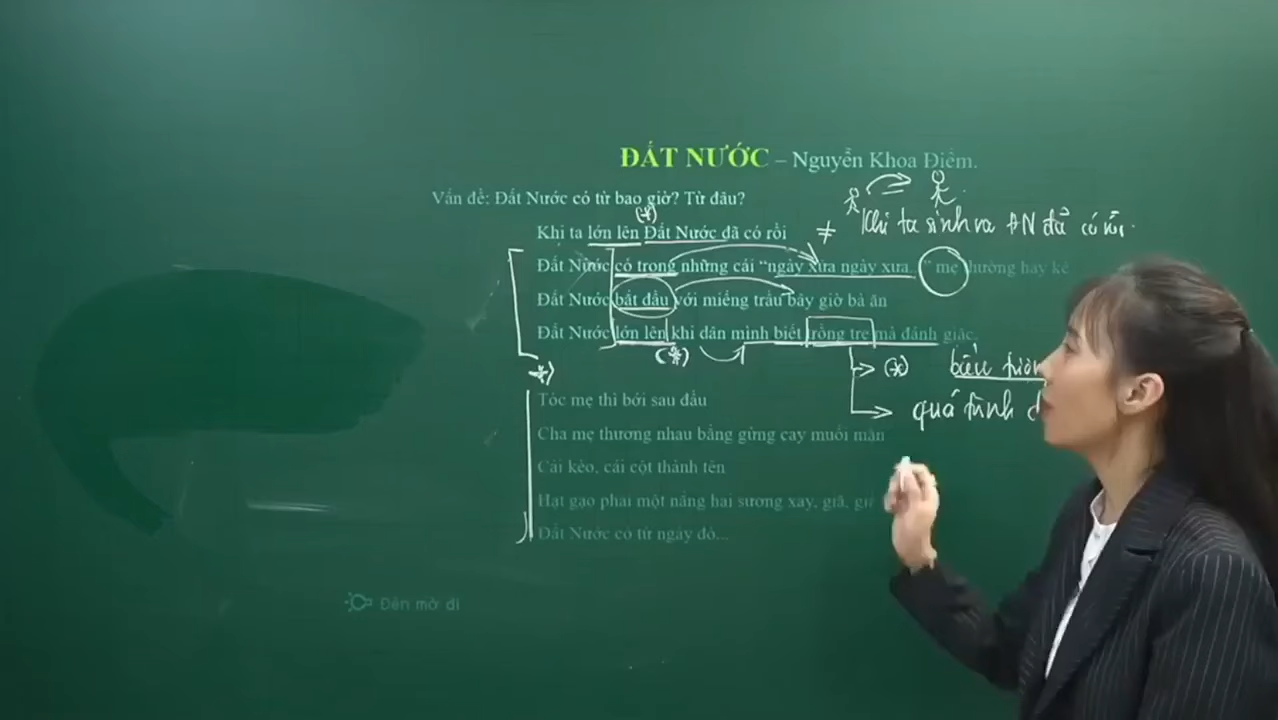 ĐẤT NƯỚC – Nguyễn Khoa Điềm.
Vấn đề: Đất Nước có từ bao giờ? Từ đâu?
(*)
Khi ta lớn lên Đất Nước đã có rồi ≠ Khi ta sinh ra ĐN đã có rồi.
Đất Nước có trong những cái “ngày xửa ngày xưa...” mẹ thường hay kể
Đất Nước bắt đầu với miếng trầu bây giờ bà ăn
Đất Nước lớn lên khi dân mình biết trồng tre mà đánh giặc.
(*)
(*) biểu
quá trình
Tóc mẹ thì bới sau đầu
Cha mẹ thương nhau bằng gừng cay muối mặn
Cái kèo, cái cột thành tên
Hạt gạo phải một nắng hai sương xay, giã,
Đất Nước có từ ngày đó...
Đèn mờ đi